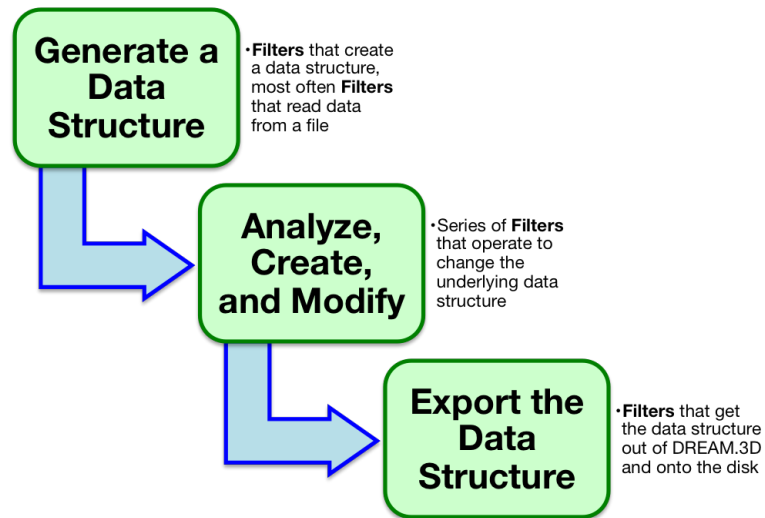 Generate a
Data
Structure
•Filters that create
a data structure,
most often Filters
that read data
from a file
Analyze,
Create,
and Modify
•Series of Filters
that operate to
change the
underlying data
structure
Export the
Data
Structure
•Filters that get
the data structure
out of DREAM.3D
and onto the disk